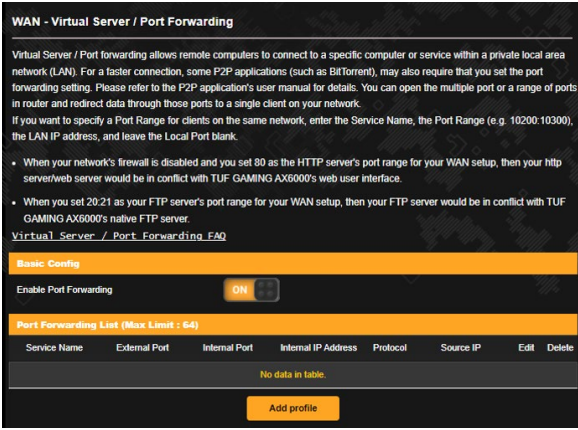 WAN - Virtual Server / Port Forwarding
Virtual Server / Port forwarding allows remote computers to connect to a specific computer or service within a private local area
network (LAN). For a faster connection, some P2P applications (such as BitTorrent), may also require that you set the port
forwarding setting. Please refer to the P2P application's user manual for details. You can open the multiple port or a range of ports
in router and redirect data through those ports to a single client on your network.
If you want to specify a Port Range for clients on the same network, enter the Service Name, the Port Range (e.g. 10200:10300),
the LAN IP address, and leave the Local Port blank.
• When your network's firewall is disabled and you set 80 as the HTTP server's port range for your WAN setup, then your http
server/web server would be in conflict with TUF GAMING AX6000's web user interface.
• When you set 20:21 as your FTP server's port range for your WAN setup, then your FTP server would be in conflict with TUF
GAMING AX6000's native FTP server.
Virtual Server / Port Forwarding FAQ
Basic Config
Enable Port Forwarding ON
Port Forwarding List (Max Limit : 64)
Service Name External Port Internal Port Internal IP Address Protocol Source IP Edit Delete
No data in table.
Add profile